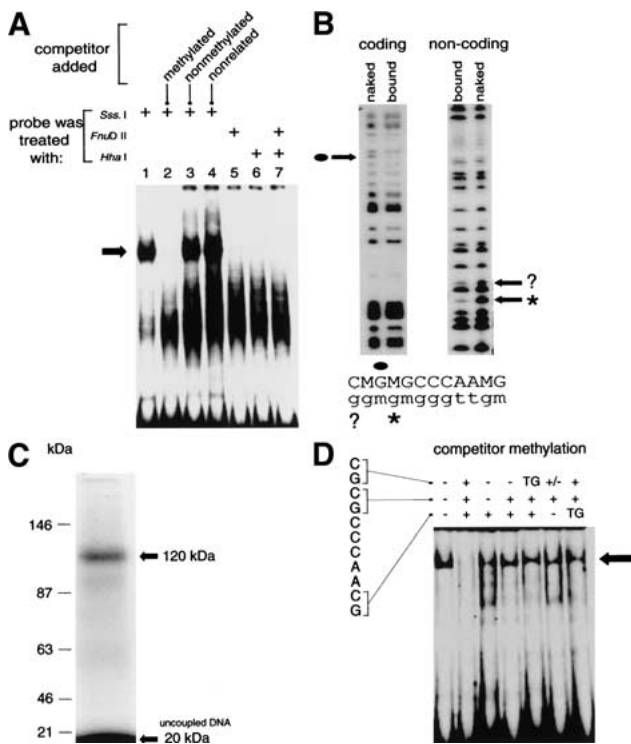 A
competitor added
methylated
nonmethylated
nonrelated
probe was treated with:
Sss. I + + + +
FnuD II + +
Hha I + +
1 2 3 4 5 6 7
B
coding non-coding
naked bound bound naked
?
*
CMGMGCCCAAMG
ggmgmgggttgm
? *
C
kDa
146
120 kDa
87
63
46
uncoupled DNA
21
20 kDa
D
competitor methylation
C G C G C C C A A C G
- + - - TG +/- +
- + + + + + +
- + + + + - TG